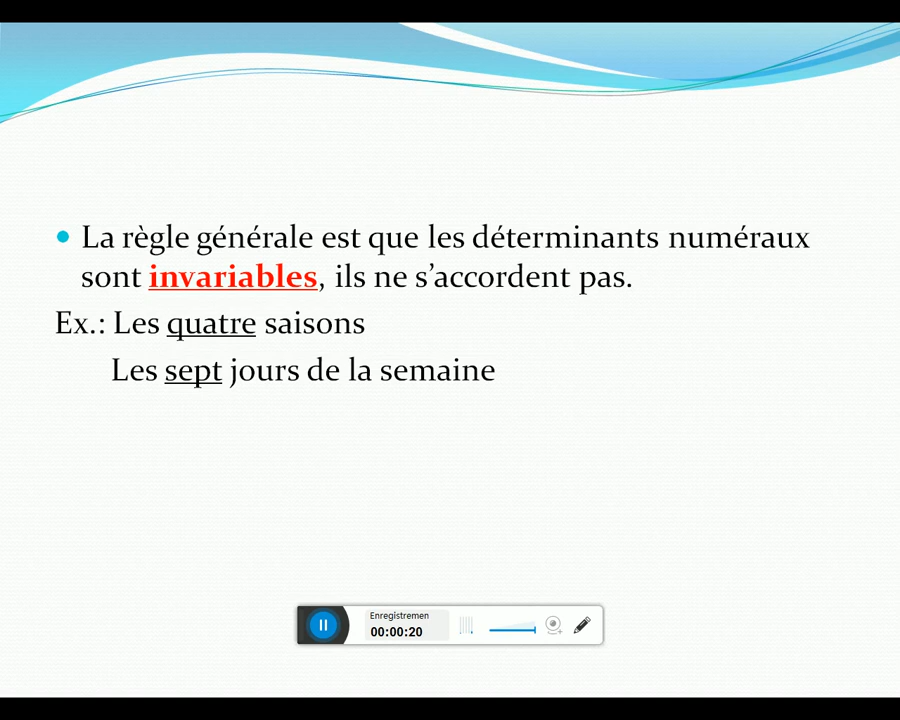 • La règle générale est que les déterminants numéraux
sont invariables, ils ne s’accordent pas.
Ex.: Les quatre saisons
Les sept jours de la semaine
Enregistremen
00:00:20